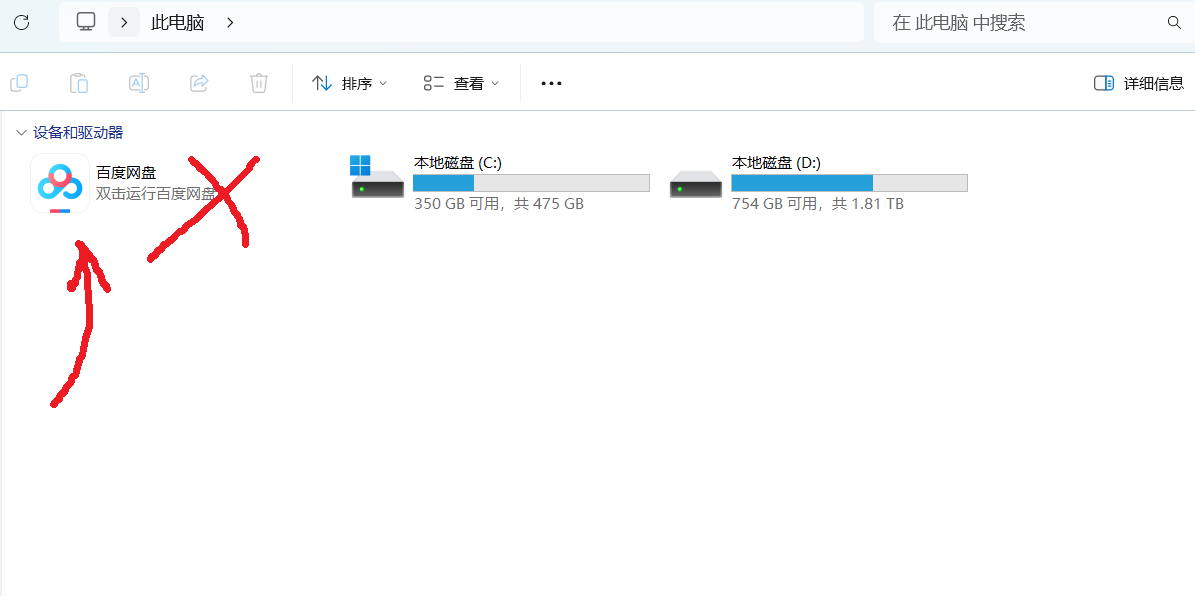 此电脑
在 此电脑 中搜索
排序
查看
详细信息
设备和驱动器
百度网盘
双击运行百度网盘
本地磁盘 (C:)
350 GB 可用，共 475 GB
本地磁盘 (D:)
754 GB 可用，共 1.81 TB